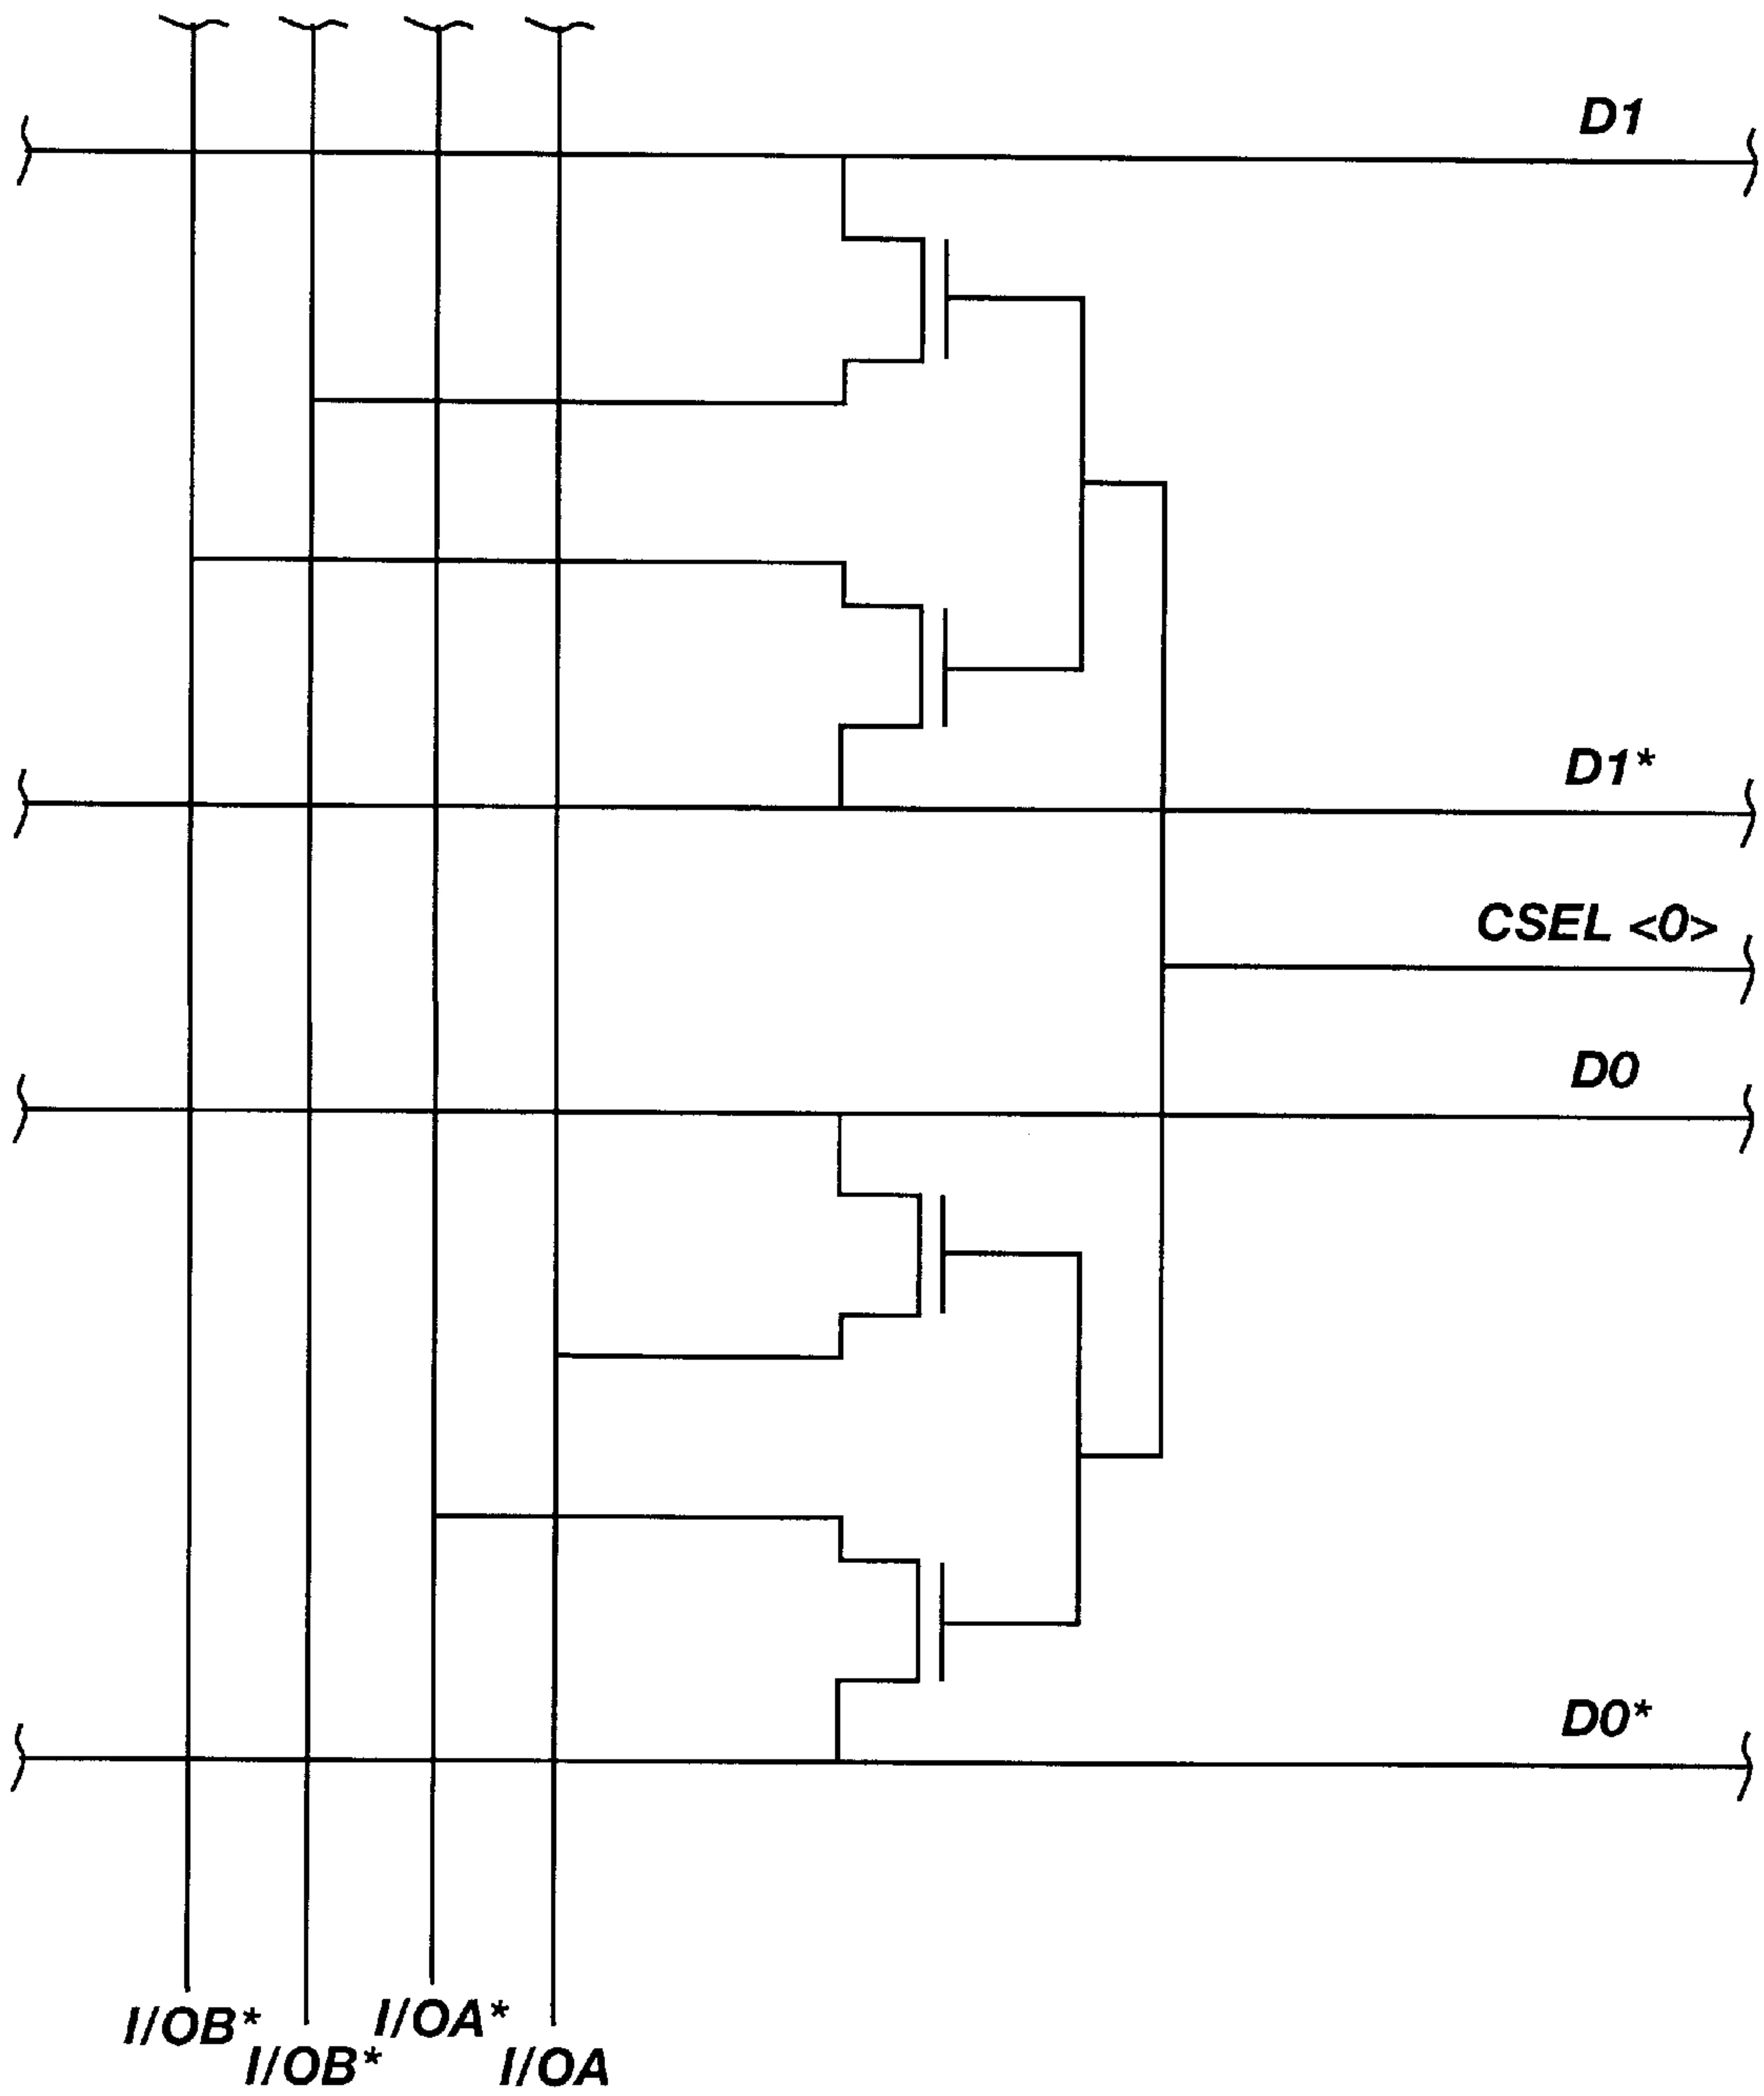 D1
D1*
CSEL <0>
D0
D0*
I/OB*
I/OB*
I/OA*
I/OA